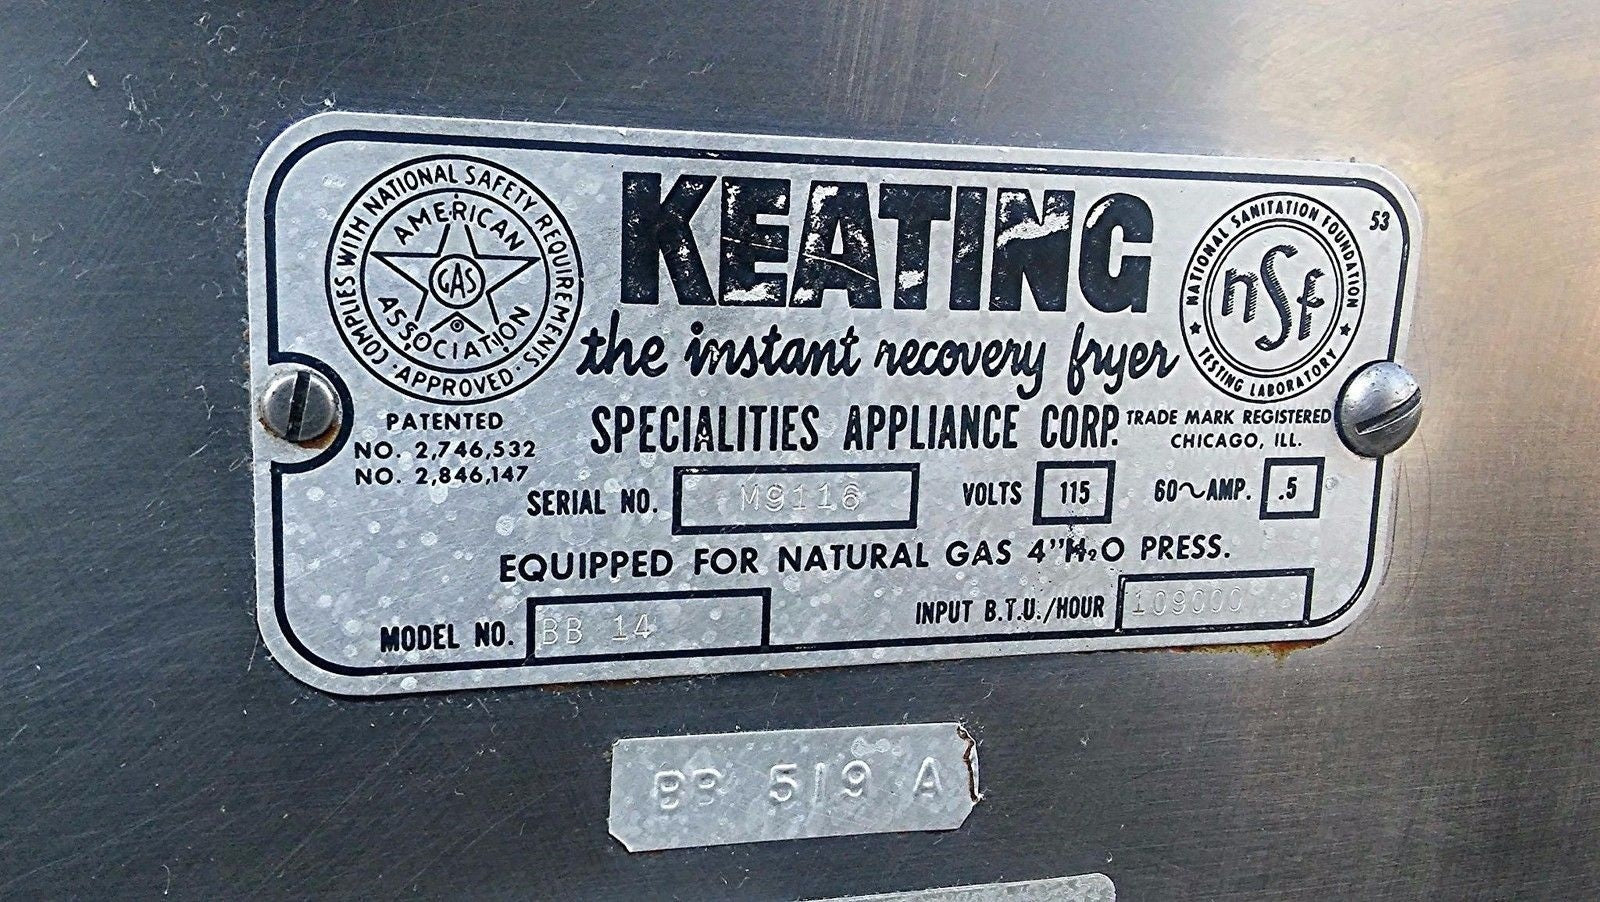 COMPLIES WITH NATIONAL SAFETY REQUIREMENTS
· APPROVED ·
AMERICAN
GAS
ASSOCIATION
®
KEATING
the instant recovery fryer
NATIONAL SANITATION FOUNDATION
nsf
★ TESTING LABORATORY ★
53
PATENTED
NO. 2,746,532
NO. 2,846,147
SPECIALITIES APPLIANCE CORP.
TRADE MARK REGISTERED
CHICAGO, ILL.
SERIAL NO. M9116 VOLTS 115 60~AMP. .5
EQUIPPED FOR NATURAL GAS 4"H₂O PRESS.
MODEL NO. BB 14 INPUT B.T.U./HOUR 109000
519 A